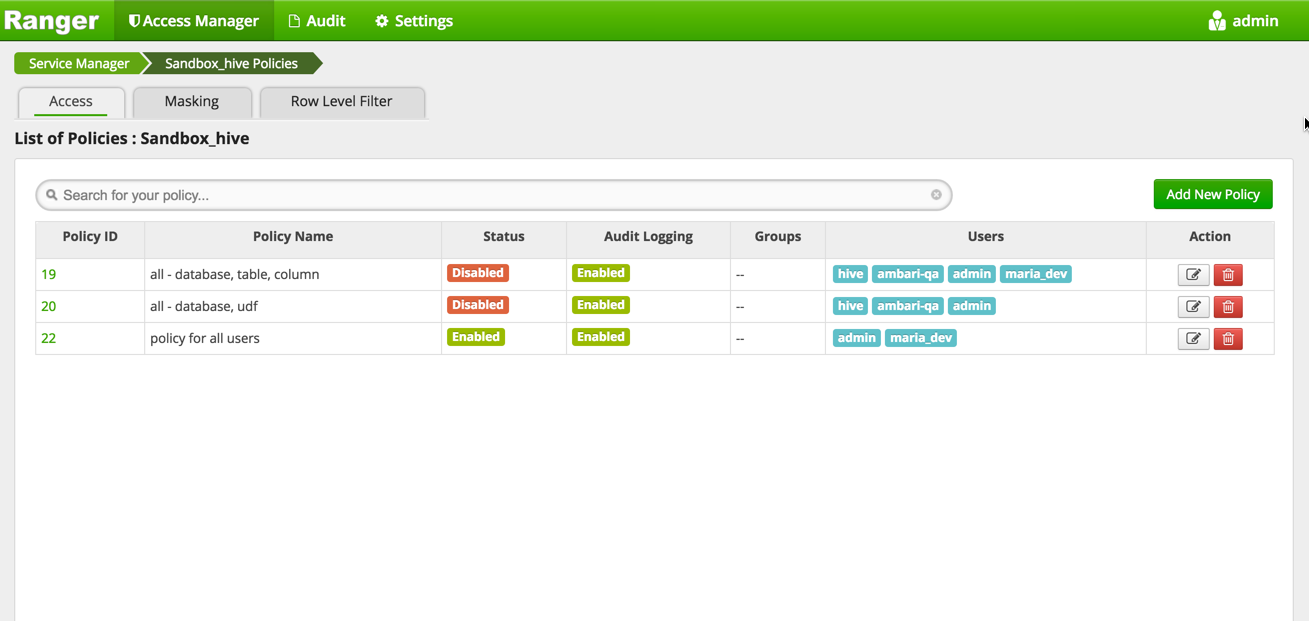 Ranger Access Manager Audit Settings admin
Service Manager Sandbox_hive Policies
Access Masking Row Level Filter
List of Policies : Sandbox_hive
Search for your policy... Add New Policy
Policy ID Policy Name Status Audit Logging Groups Users Action
19 all - database, table, column Disabled Enabled -- hive ambari-qa admin maria_dev
20 all - database, udf Disabled Enabled -- hive ambari-qa admin
22 policy for all users Enabled Enabled -- admin maria_dev